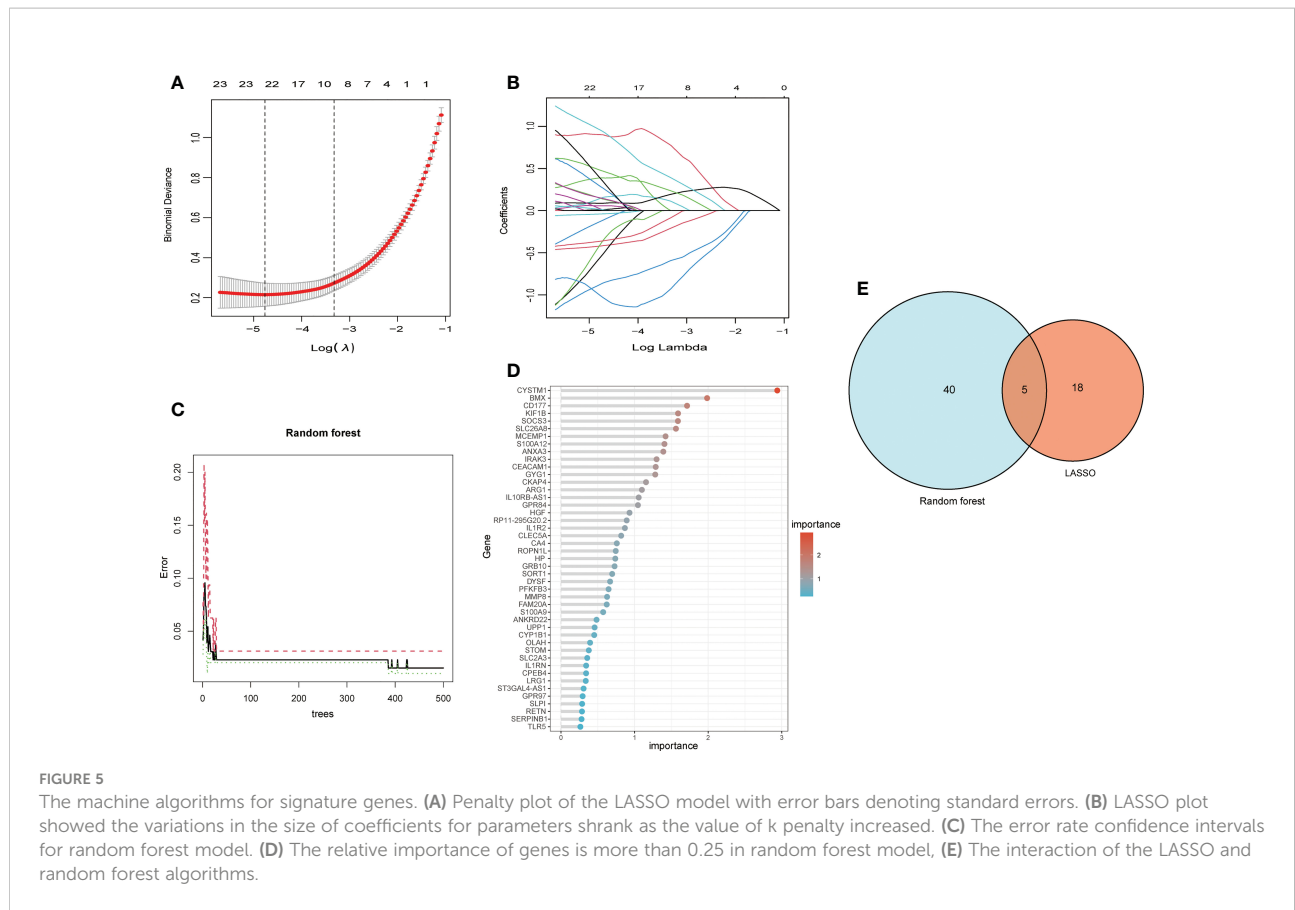 A
23 23 22 17 10 8 7 4 1 1
Binomial Deviance
0.2 0.4 0.6 0.8 1.0
−5 −4 −3 −2 −1
Log(λ)
B
22 17 8 4 0
Coefficients
−1.0 −0.5 0.0 0.5 1.0
−5 −4 −3 −2 −1
Log Lambda
C
Random forest
Error
0.05 0.10 0.15 0.20
0 100 200 300 400 500
trees
D
Gene
CYSTM1
BMX
CD177
KIF1B
SOCS3
SLC26A8
MCEMP1
S100A12
ANXA3
IRAK3
CEACAM1
GYG1
CKAP4
ARG1
IL10RB-AS1
GPR84
HGF
RP11-295G20.2
IL1R2
CLEC5A
CA4
ROPN1L
HP
GRB10
SORT1
DYSF
PFKFB3
MMP8
FAM20A
S100A9
ANKRD22
UPP1
CYP1B1
OLAH
STOM
SLC2A3
IL1RN
CPEB4
LRG1
ST3GAL4-AS1
GPR97
SLPI
RETN
SERPINB1
TLR5
0 1 2 3
importance
importance
2
1
E
40 5 18
LASSO
Random forest
FIGURE 5
The machine algorithms for signature genes. (A) Penalty plot of the LASSO model with error bars denoting standard errors. (B) LASSO plot
showed the variations in the size of coefficients for parameters shrank as the value of k penalty increased. (C) The error rate confidence intervals
for random forest model. (D) The relative importance of genes is more than 0.25 in random forest model, (E) The interaction of the LASSO and
random forest algorithms.